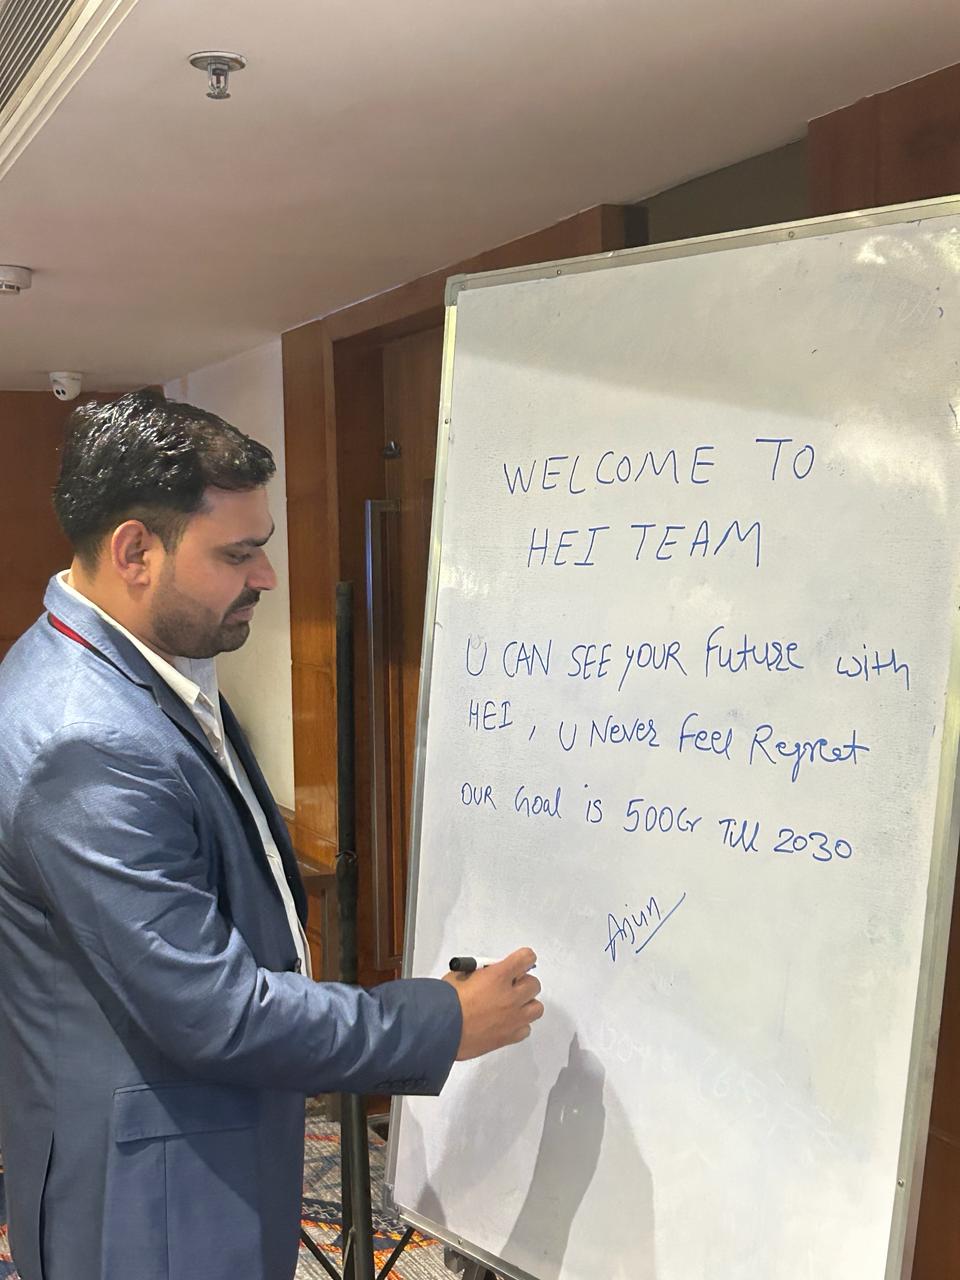 WELCOME TO
HEI TEAM
U CAN SEE YOUR Future with
HEI, U Never Feel Regreet
OUR Goal is 500Cr Till 2030
Arjun